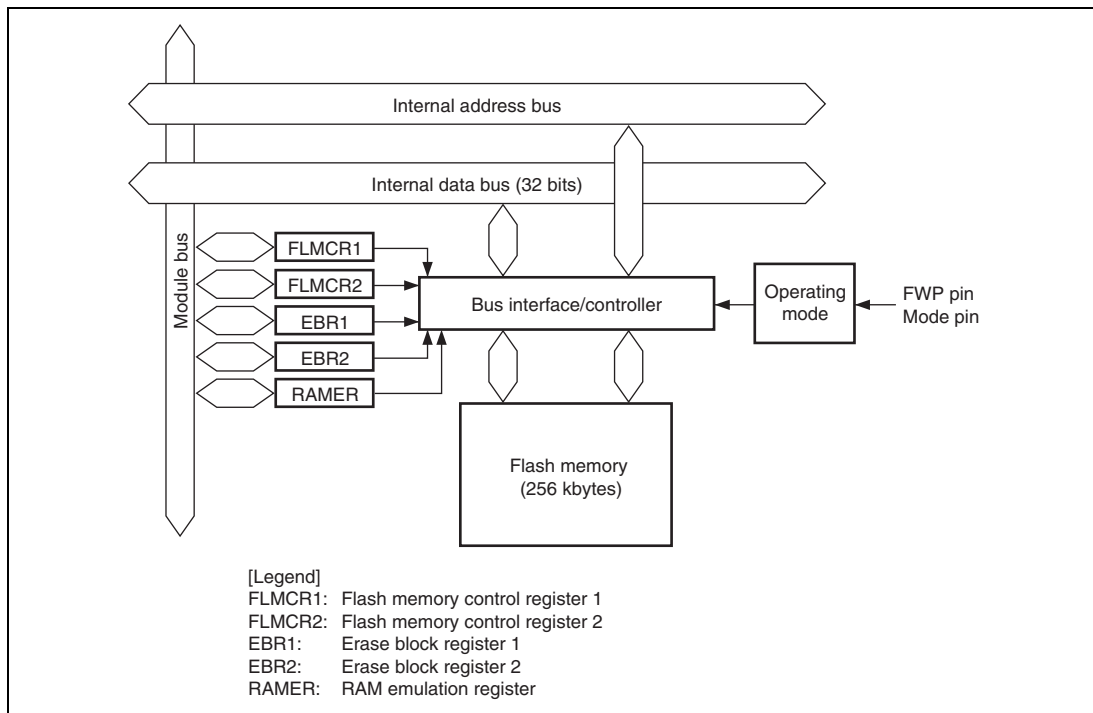 Internal address bus
Internal data bus (32 bits)
Module bus
FLMCR1
FLMCR2
EBR1
EBR2
RAMER
Bus interface/controller
Operating
mode
FWP pin
Mode pin
Flash memory
(256 kbytes)
[Legend]
FLMCR1: Flash memory control register 1
FLMCR2: Flash memory control register 2
EBR1: Erase block register 1
EBR2: Erase block register 2
RAMER: RAM emulation register